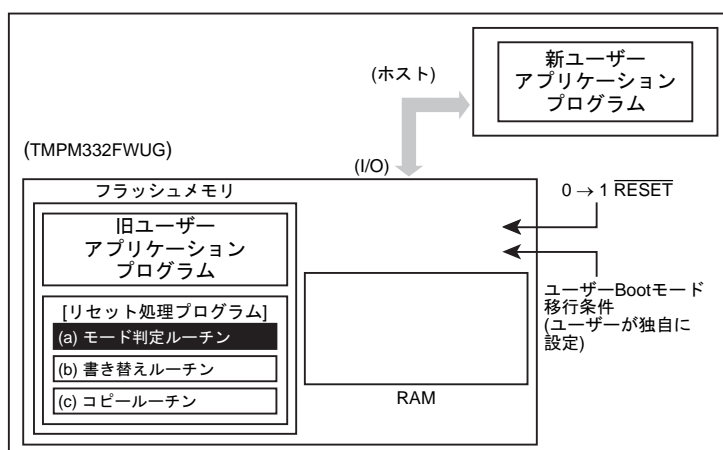 新ユーザー
アプリケーション
プログラム
(ホスト)
(TMPM332FWUG)
(I/O)
フラッシュメモリ
0 → 1 RESET
旧ユーザー
アプリケーション
プログラム
ユーザーBootモード
移行条件
(ユーザーが独自に
設定)
[リセット処理プログラム]
(a) モード判定ルーチン
(b) 書き替えルーチン
(c) コピールーチン
RAM